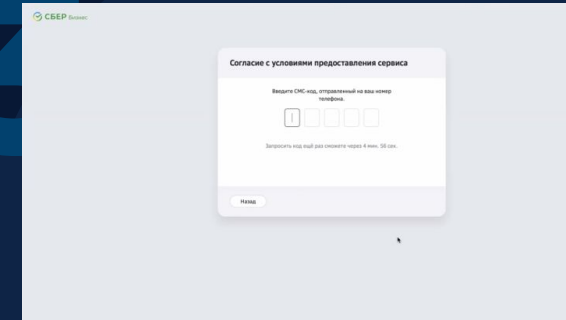 СБЕР Бизнес
Согласие с условиями предоставления сервиса
Введите СМС-код, отправленный на ваш номер
телефона.
Запросить код ещё раз сможете через 4 мин. 50 сек.
Назад